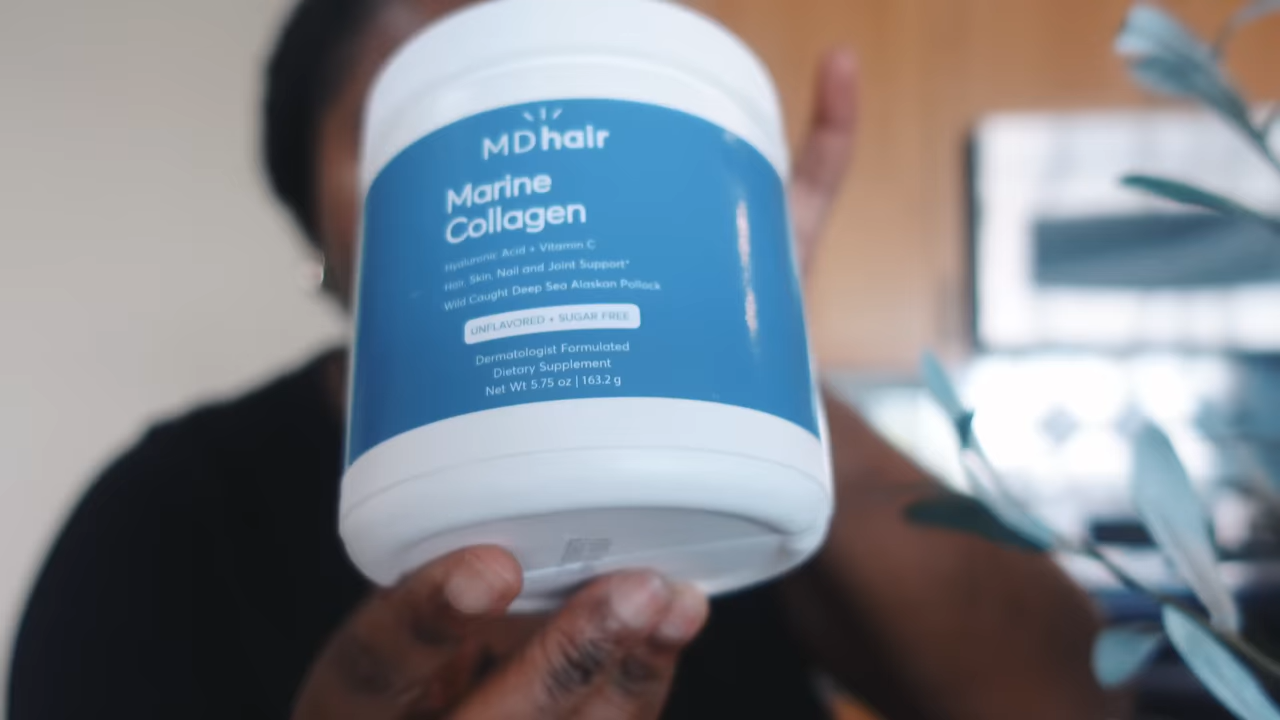 MDhair
Marine
Collagen
Hyaluronic Acid + Vitamin C
Hair, Skin, Nail and Joint Support*
Wild Caught Deep Sea Alaskan Pollock
UNFLAVORED + SUGAR FREE
Dermatologist Formulated
Dietary Supplement
Net Wt 5.75 oz | 163.2 g